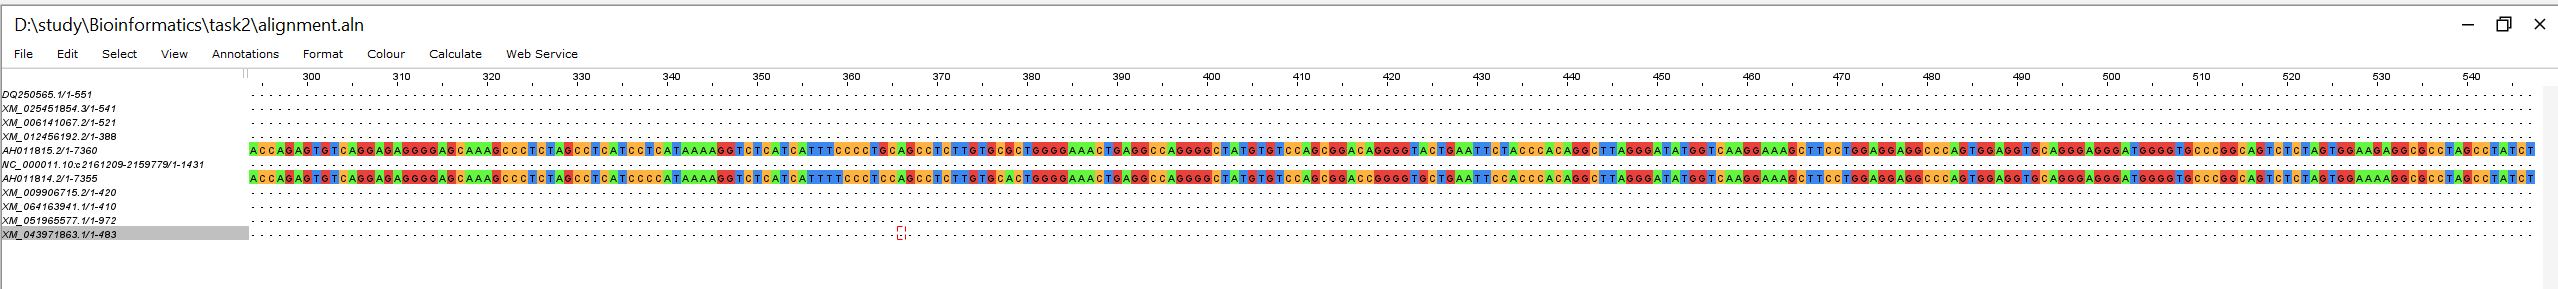 D:\study\Bioinformatics\task2\alignment.aln
File Edit Select View Annotations Format Colour Calculate Web Service
300 310 320 330 340 350 360 370 380 390 400 410 420 430 440 450 460 470 480 490 500 510 520 530 540
DQ250565.1/1-551
XM_025451854.3/1-541
XM_006141067.2/1-521
XM_012456192.2/1-388
AH011815.2/1-7360 ACCAGAGTGTCAGGAGAGGGGAGCAAAGCCCTCTAGCCTCATCCTCATAAAAGGTCTCATCATTTCCCCTGCAGCCTCTTGTGCGCTGGGGAAACTGAGGCCAGGGGCTATGTGTCCAGCGGACAGGGGTACTGAATTCTACCCACAGGCTTAGGGATATGGTCAAGGAAAGCTTCCTGGAGGAGGCCCAGTGGAGGTGCAGGGAGGGATGGGGTGCCCGGCAGTCTCTAGTGGAAGAGGCGCCTAGCCTATCT
NC_000011.10:c2161209-2159779/1-1431
AH011814.2/1-7355 ACCAGAGTGTCAGGAGAGGGGAGCAAAGCCCTCTAGCCTCATCCCCATAAAAGGTCTCATCATTTTCCCTCCAGCCTCTTGTGCACTGGGGAAACTGAGGCCAGGGGCTATGTGTCCAGCGGACCGGGGTGCTGAATTCCACCCACAGGCTTAGGGATATGGTCAAGGAAAGCTTCCTGGAGGAGGCCCAGTGGAGGTGCAGGGAGGGATGGGGTGCCCGGCAGTCTCTAGTGGAAAAGGCGCCTAGCCTATCT
XM_009906715.2/1-420
XM_064163941.1/1-410
XM_051965577.1/1-972
XM_043971863.1/1-483